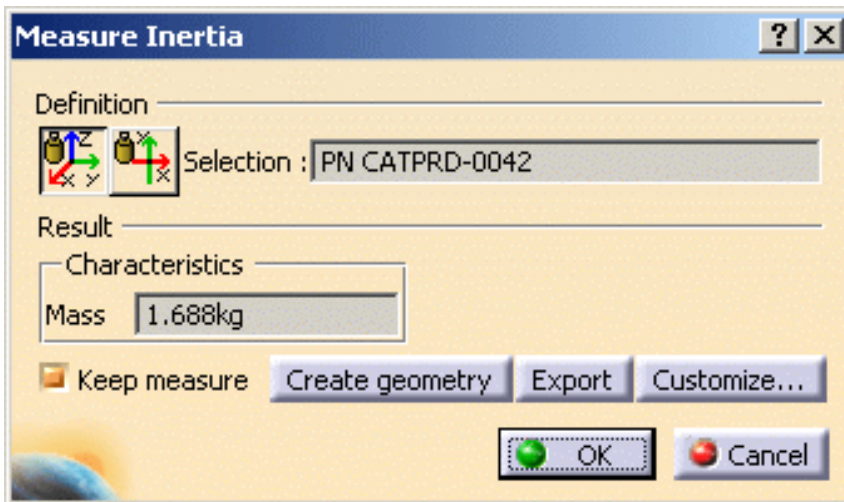 Measure Inertia
Definition
Selection : PN CATPRD-0042
Result
Characteristics
Mass 1.688kg
Keep measure Create geometry Export Customize...
OK Cancel